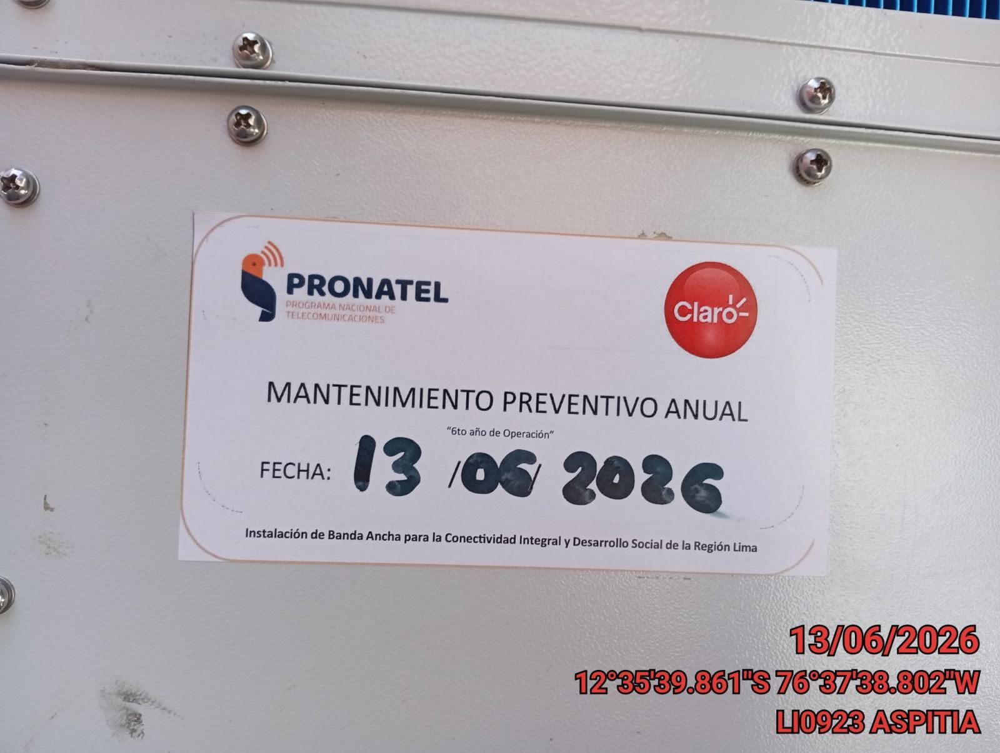 PRONATEL
PROGRAMA NACIONAL DE
TELECOMUNICACIONES
Claro
MANTENIMIENTO PREVENTIVO ANUAL
"6to año de Operación"
FECHA: 13 /06/ 2026
Instalación de Banda Ancha para la Conectividad Integral y Desarrollo Social de la Región Lima
13/06/2026
12°35'39.861"S 76°37'38.802"W
LI0923 ASPITIA